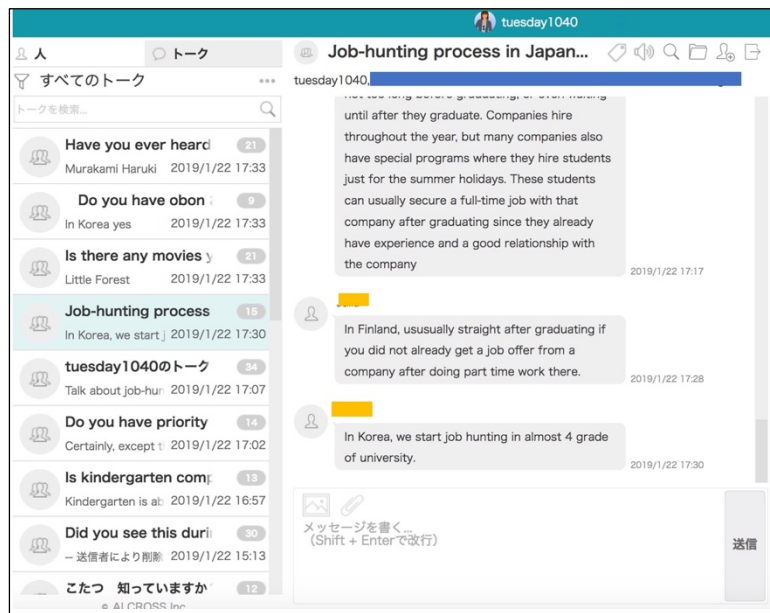 tuesday1040
人
トーク
すべてのトーク
トークを検索...
Have you ever heard
21
Murakami Haruki 2019/1/22 17:33
Do you have obon
9
In Korea yes 2019/1/22 17:33
Is there any movies y
21
Little Forest 2019/1/22 17:33
Job-hunting process
15
In Korea, we start j 2019/1/22 17:30
tuesday1040のトーク
34
Talk about job-hun 2019/1/22 17:07
Do you have priority
14
Certainly, except t 2019/1/22 17:02
Is kindergarten comp
13
Kindergarten is ab 2019/1/22 16:57
Did you see this duri
30
-- 送信者により削除 2019/1/22 15:13
こたつ 知っていますか
12
© AI CROSS Inc.
Job-hunting process in Japan...
tuesday1040,
not too long before graduating, or even waiting
until after they graduate. Companies hire
throughout the year, but many companies also
have special programs where they hire students
just for the summer holidays. These students
can usually secure a full-time job with that
company after graduating since they already
have experience and a good relationship with
the company
2019/1/22 17:17
In Finland, ususually straight after graduating if
you did not already get a job offer from a
company after doing part time work there.
2019/1/22 17:28
In Korea, we start job hunting in almost 4 grade
of university.
2019/1/22 17:30
メッセージを書く...
(Shift + Enterで改行)
送信